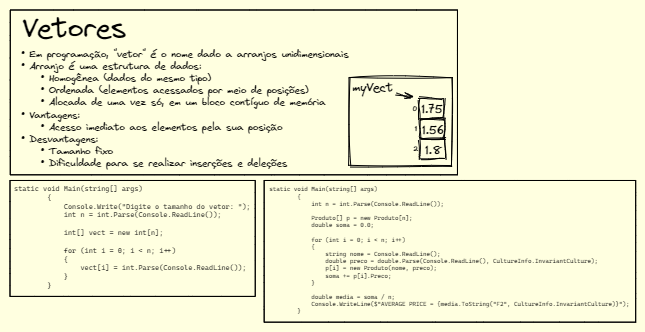 Vetores
• Em programação, "vetor" é o nome dado a arranjos unidimensionais
• Arranjo é uma estrutura de dados:
• Homogênea (dados do mesmo tipo)
• Ordenada (elementos acessados por meio de posições)
• Alocada de uma vez só, em um bloco contíguo de memória
• Vantagens:
• Acesso imediato aos elementos pela sua posição
• Desvantagens:
• Tamanho fixo
• Dificuldade para se realizar inserções e deleções
myVect
0 1.75
1 1.56
2 1.8
static void Main(string[] args)
{
Console.Write("Digite o tamanho do vetor: ");
int n = int.Parse(Console.ReadLine());
int[] vect = new int[n];
for (int i = 0; i < n; i++)
{
vect[i] = int.Parse(Console.ReadLine());
}
}
static void Main(string[] args)
{
int n = int.Parse(Console.ReadLine());
Produto[] p = new Produto[n];
double soma = 0.0;
for (int i = 0; i < n; i++)
{
string nome = Console.ReadLine();
double preco = double.Parse(Console.ReadLine(), CultureInfo.InvariantCulture);
p[i] = new Produto(nome, preco);
soma += p[i].Preco;
}
double media = soma / n;
Console.WriteLine($"AVERAGE PRICE = {media.ToString("F2", CultureInfo.InvariantCulture)}");
}